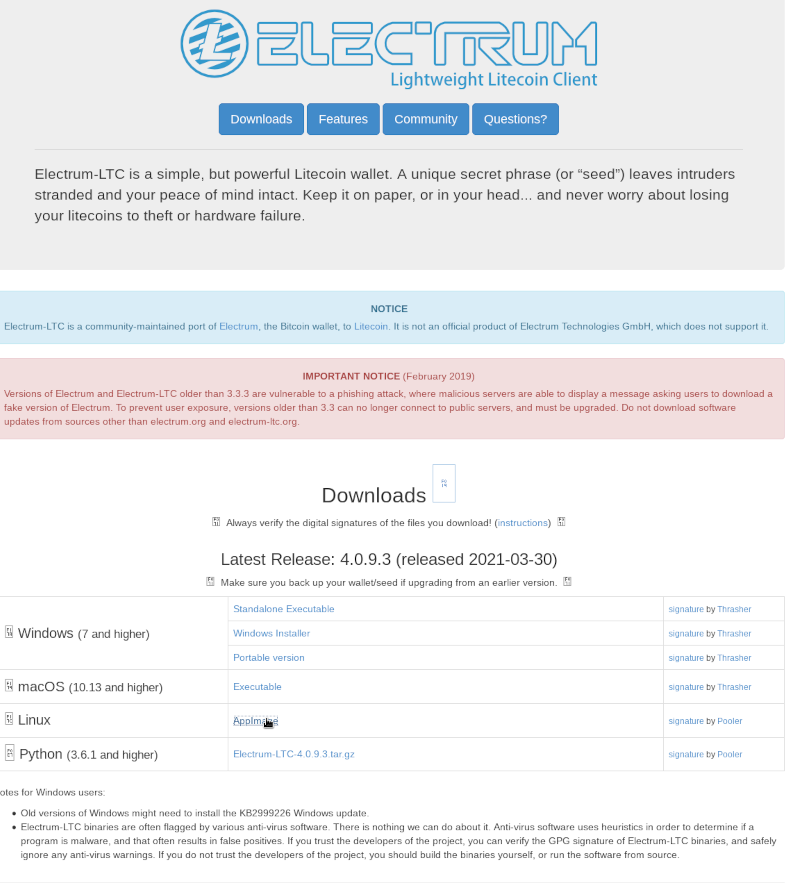 ELECTRUM
Lightweight Litecoin Client
Downloads Features Community Questions?
Electrum-LTC is a simple, but powerful Litecoin wallet. A unique secret phrase (or “seed”) leaves intruders
stranded and your peace of mind intact. Keep it on paper, or in your head... and never worry about losing
your litecoins to theft or hardware failure.
NOTICE
Electrum-LTC is a community-maintained port of Electrum, the Bitcoin wallet, to Litecoin. It is not an official product of Electrum Technologies GmbH, which does not support it.
IMPORTANT NOTICE (February 2019)
Versions of Electrum and Electrum-LTC older than 3.3.3 are vulnerable to a phishing attack, where malicious servers are able to display a message asking users to download a
fake version of Electrum. To prevent user exposure, versions older than 3.3 can no longer connect to public servers, and must be upgraded. Do not download software
updates from sources other than electrum.org and electrum-ltc.org.
Downloads
Always verify the digital signatures of the files you download! (instructions)
Latest Release: 4.0.9.3 (released 2021-03-30)
Make sure you back up your wallet/seed if upgrading from an earlier version.
Standalone Executable signature by Thrasher
Windows (7 and higher) Windows Installer signature by Thrasher
Portable version signature by Thrasher
macOS (10.13 and higher) Executable signature by Thrasher
Linux AppImage signature by Pooler
Python (3.6.1 and higher) Electrum-LTC-4.0.9.3.tar.gz signature by Pooler
otes for Windows users:
Old versions of Windows might need to install the KB2999226 Windows update.
Electrum-LTC binaries are often flagged by various anti-virus software. There is nothing we can do about it. Anti-virus software uses heuristics in order to determine if a
program is malware, and that often results in false positives. If you trust the developers of the project, you can verify the GPG signature of Electrum-LTC binaries, and safely
ignore any anti-virus warnings. If you do not trust the developers of the project, you should build the binaries yourself, or run the software from source.